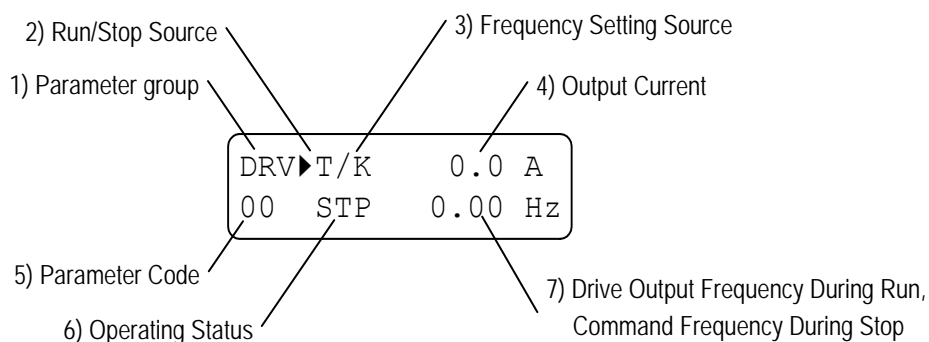 2) Run/Stop Source
3) Frequency Setting Source
1) Parameter group
4) Output Current
DRV▶T/K 0.0 A
00 STP 0.00 Hz
5) Parameter Code
6) Operating Status
7) Drive Output Frequency During Run,
Command Frequency During Stop